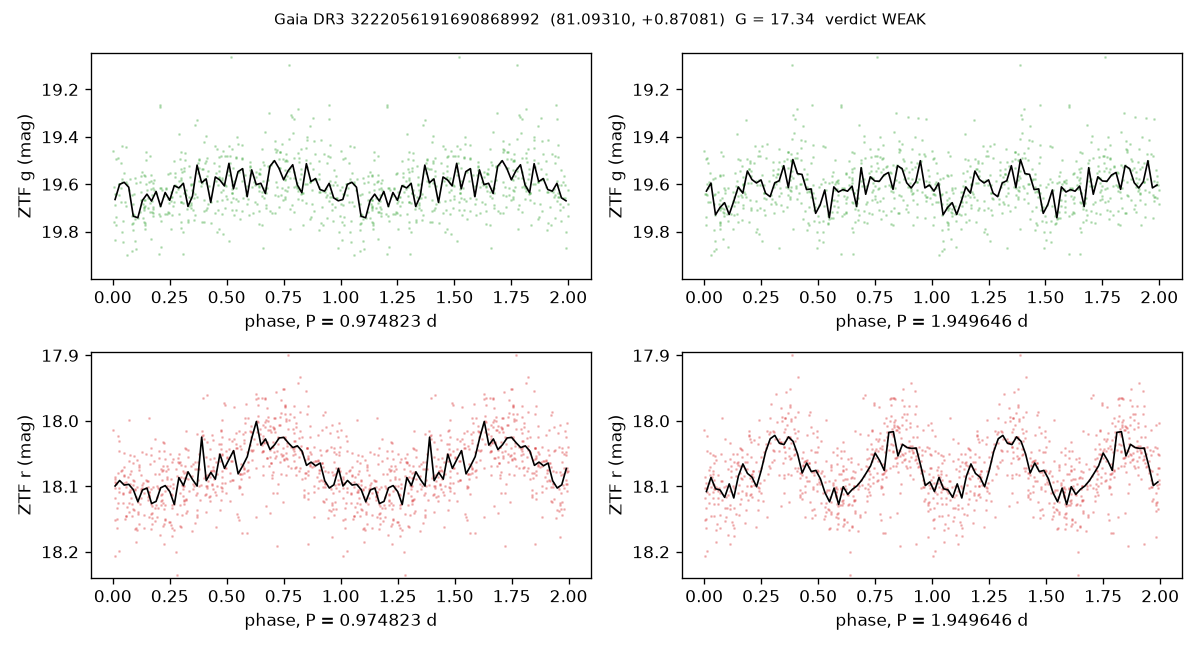 Gaia DR3 3222056191690868992 (81.09310, +0.87081) G = 17.34 verdict WEAK
ZTF g (mag)
19.2
19.4
19.6
19.8
0.00 0.25 0.50 0.75 1.00 1.25 1.50 1.75 2.00
phase, P = 0.974823 d
ZTF g (mag)
19.2
19.4
19.6
19.8
0.00 0.25 0.50 0.75 1.00 1.25 1.50 1.75 2.00
phase, P = 1.949646 d
ZTF r (mag)
17.9
18.0
18.1
18.2
0.00 0.25 0.50 0.75 1.00 1.25 1.50 1.75 2.00
phase, P = 0.974823 d
ZTF r (mag)
17.9
18.0
18.1
18.2
0.00 0.25 0.50 0.75 1.00 1.25 1.50 1.75 2.00
phase, P = 1.949646 d